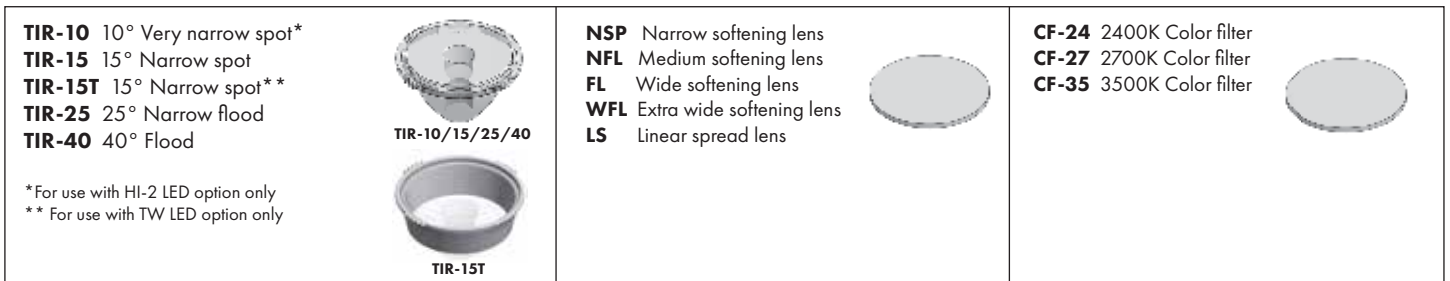 TIR-10 10° Very narrow spot*
TIR-15 15° Narrow spot
TIR-15T 15° Narrow spot**
TIR-25 25° Narrow flood
TIR-40 40° Flood
*For use with HI-2 LED option only
** For use with TW LED option only
TIR-10/15/25/40
TIR-15T
NSP Narrow softening lens
NFL Medium softening lens
FL Wide softening lens
WFL Extra wide softening lens
LS Linear spread lens
CF-24 2400K Color filter
CF-27 2700K Color filter
CF-35 3500K Color filter